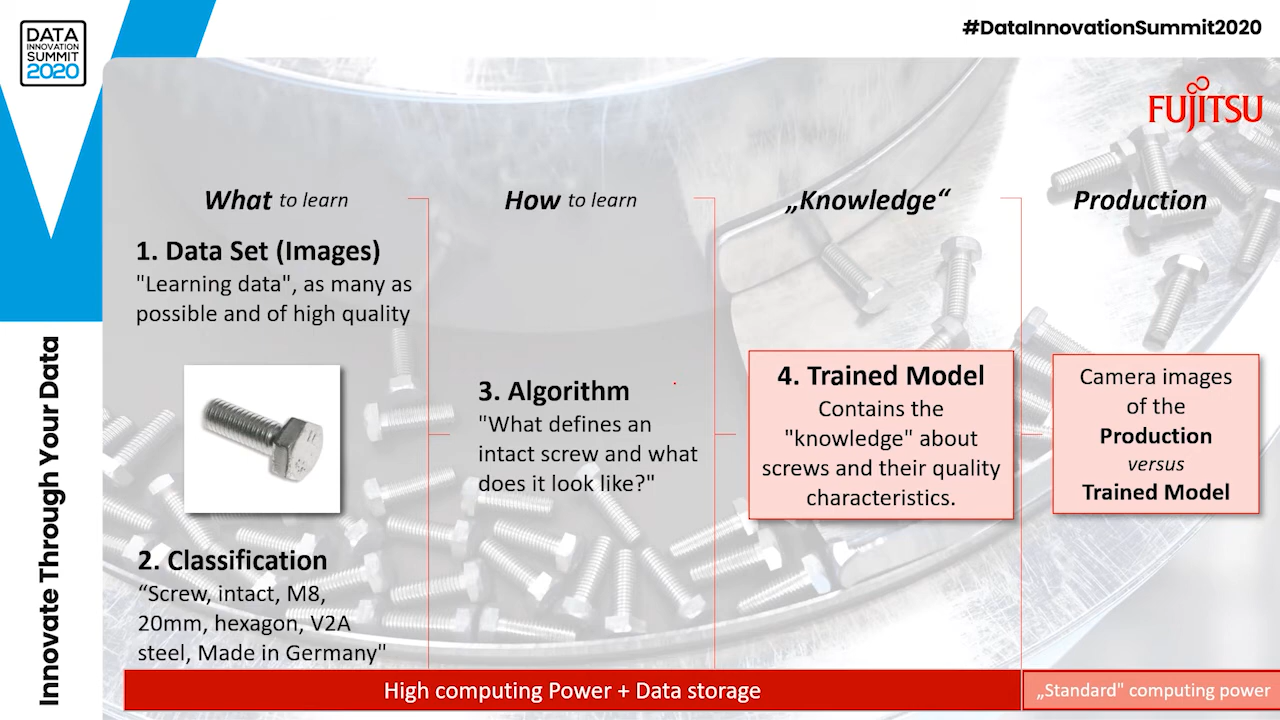 DATA
INNOVATION
SUMMIT
2020
#DataInnovationSummit2020
FUJITSU
Innovate Through Your Data
What to learn
1. Data Set (Images)
"Learning data", as many as
possible and of high quality
2. Classification
“Screw, intact, M8,
20mm, hexagon, V2A
steel, Made in Germany"
How to learn
3. Algorithm
"What defines an
intact screw and what
does it look like?"
„Knowledge“
4. Trained Model
Contains the
"knowledge" about
screws and their quality
characteristics.
Production
Camera images
of the
Production
versus
Trained Model
High computing Power + Data storage
„Standard" computing power